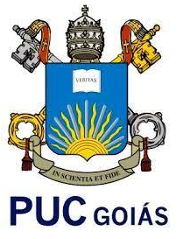 VERITAS
IN SCIENTIA ET FIDE
PUC GOIÁS